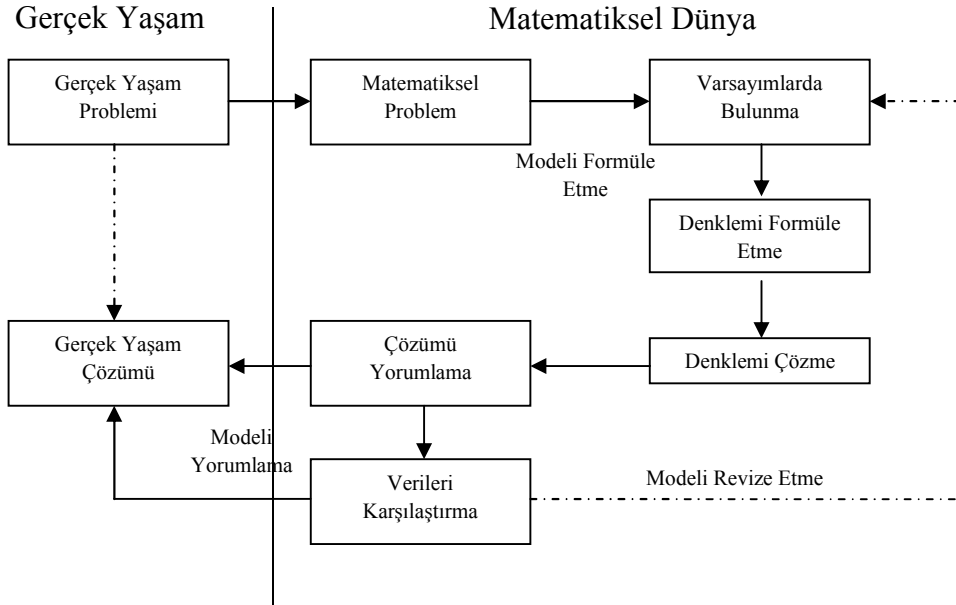 Gerçek Yaşam
Matematiksel Dünya
Gerçek Yaşam
Problemi
Matematiksel
Problem
Varsayımlarda
Bulunma
Modeli Formüle
Etme
Denklemi Formüle
Etme
Gerçek Yaşam
Çözümü
Çözümü
Yorumlama
Denklemi Çözme
Modeli
Yorumlama
Verileri
Karşılaştırma
Modeli Revize Etme